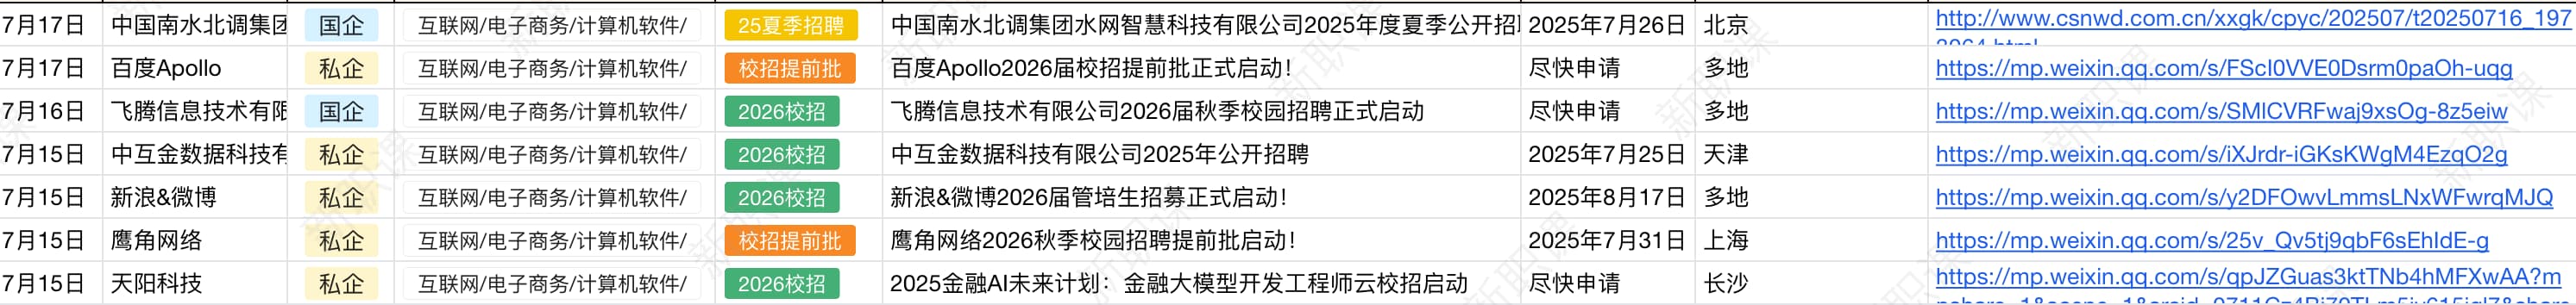 7月17日 中国南水北调集团 国企 互联网/电子商务/计算机软件/ 25夏季招聘 中国南水北调集团水网智慧科技有限公司2025年度夏季公开招 2025年7月26日 北京 http://www.csnwd.com.cn/xxgk/cpyc/202507/t20250716_197
7月17日 百度Apollo 私企 互联网/电子商务/计算机软件/ 校招提前批 百度Apollo2026届校招提前批正式启动! 尽快申请 多地 https://mp.weixin.qq.com/s/FScI0VVE0Dsrm0paOh-uqg
7月16日 飞腾信息技术有限 国企 互联网/电子商务/计算机软件/ 2026校招 飞腾信息技术有限公司2026届秋季校园招聘正式启动 尽快申请 多地 https://mp.weixin.qq.com/s/SMlCVRFwaj9xsOg-8z5eiw
7月15日 中互金数据科技有 私企 互联网/电子商务/计算机软件/ 2026校招 中互金数据科技有限公司2025年公开招聘 2025年7月25日 天津 https://mp.weixin.qq.com/s/iXJrdr-iGKsKWgM4EzqO2g
7月15日 新浪&微博 私企 互联网/电子商务/计算机软件/ 2026校招 新浪&微博2026届管培生招募正式启动! 2025年8月17日 多地 https://mp.weixin.qq.com/s/y2DFOwvLmmsLNxWFwrqMJQ
7月15日 鹰角网络 私企 互联网/电子商务/计算机软件/ 校招提前批 鹰角网络2026秋季校园招聘提前批启动! 2025年7月31日 上海 https://mp.weixin.qq.com/s/25v_Qv5tj9qbF6sEhIdE-g
7月15日 天阳科技 私企 互联网/电子商务/计算机软件/ 2026校招 2025金融AI未来计划：金融大模型开发工程师云校招启动 尽快申请 长沙 https://mp.weixin.qq.com/s/qpJZGuas3ktTNb4hMFXwAA?m